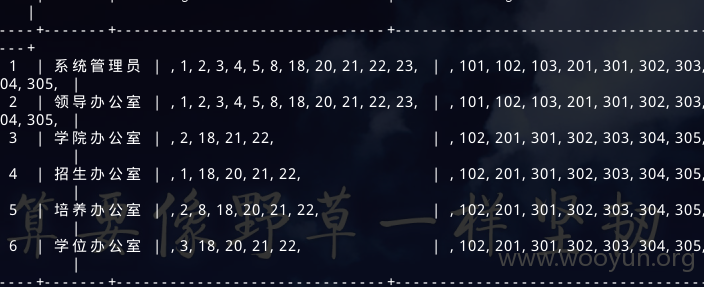 |
----+-------+------------------------------+-----------------------------------
---+
1 | 系统管理员 | ,1,2,3,4,5,8,18,20,21,22,23, | ,101,102,103,201,301,302,303,
04,305, |
2 | 领导办公室 | ,1,2,3,4,5,8,18,20,21,22,23, | ,101,102,103,201,301,302,303,
04,305, |
3 | 学院办公室 | ,2,18,21,22, | ,102,201,301,302,303,304,305,
|
4 | 招生办公室 | ,1,18,20,21,22, | ,102,201,301,302,303,304,305,
|
5 | 培养办公室 | ,2,8,18,20,21,22, | ,102,201,301,302,303,304,305,
|
6 | 学位办公室 | ,3,18,20,21,22, | ,102,201,301,302,303,304,305,
|
----+-------+------------------------------+-----------------------------------
算要像野草一样坚韧
www.wooyun.org